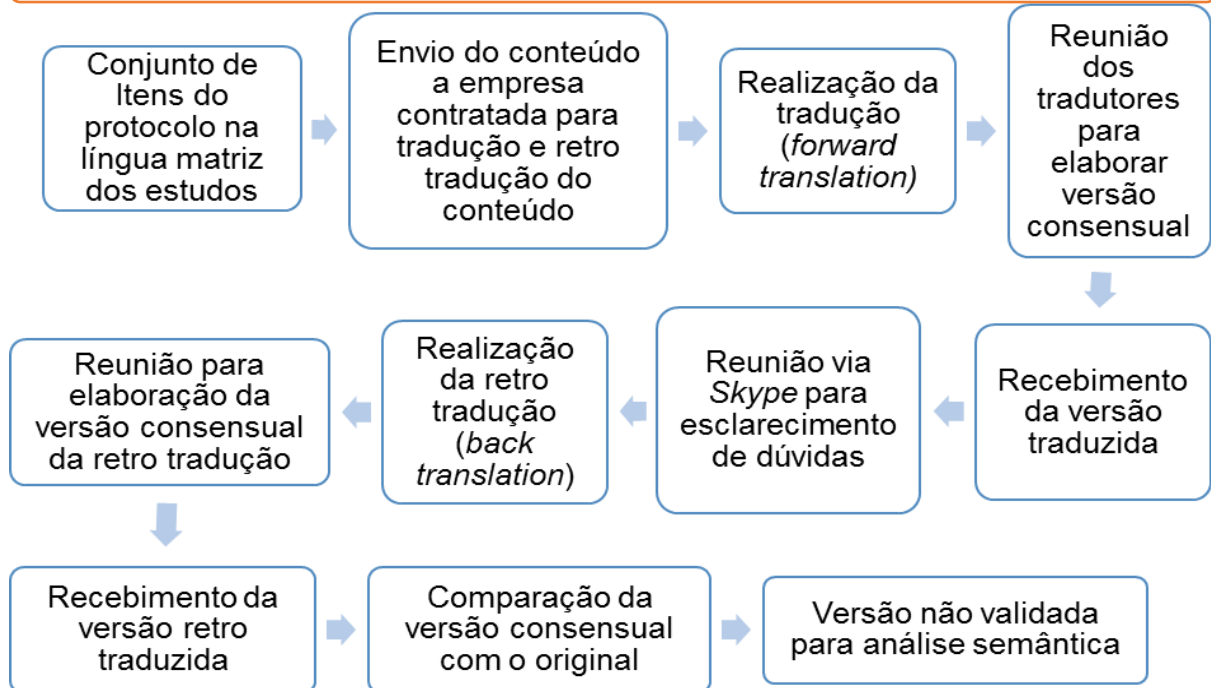 Conjunto de
Itens do
protocolo na
língua matriz
dos estudos
Envio do conteúdo
a empresa
contratada para
tradução e retro
tradução do
conteúdo
Realização da
tradução
(forward
translation)
Reunião
dos
tradutores
para
elaborar
versão
consensual
Recebimento
da versão
traduzida
Reunião via
Skype para
esclarecimento
de dúvidas
Realização
da retro
tradução
(back
translation)
Reunião para
elaboração da
versão consensual
da retro tradução
Recebimento da
versão retro
traduzida
Comparação da
versão consensual
com o original
Versão não validada
para análise semântica